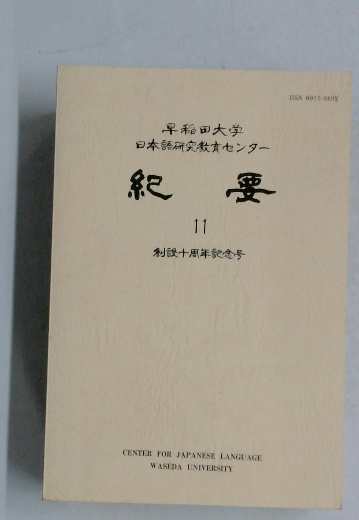 ISSN 0915-440X
早稲田大学
日本語研究教育センター
紀要
11
創設十周年記念号
CENTER FOR JAPANESE LANGUAGE
WASEDA UNIVERSITY